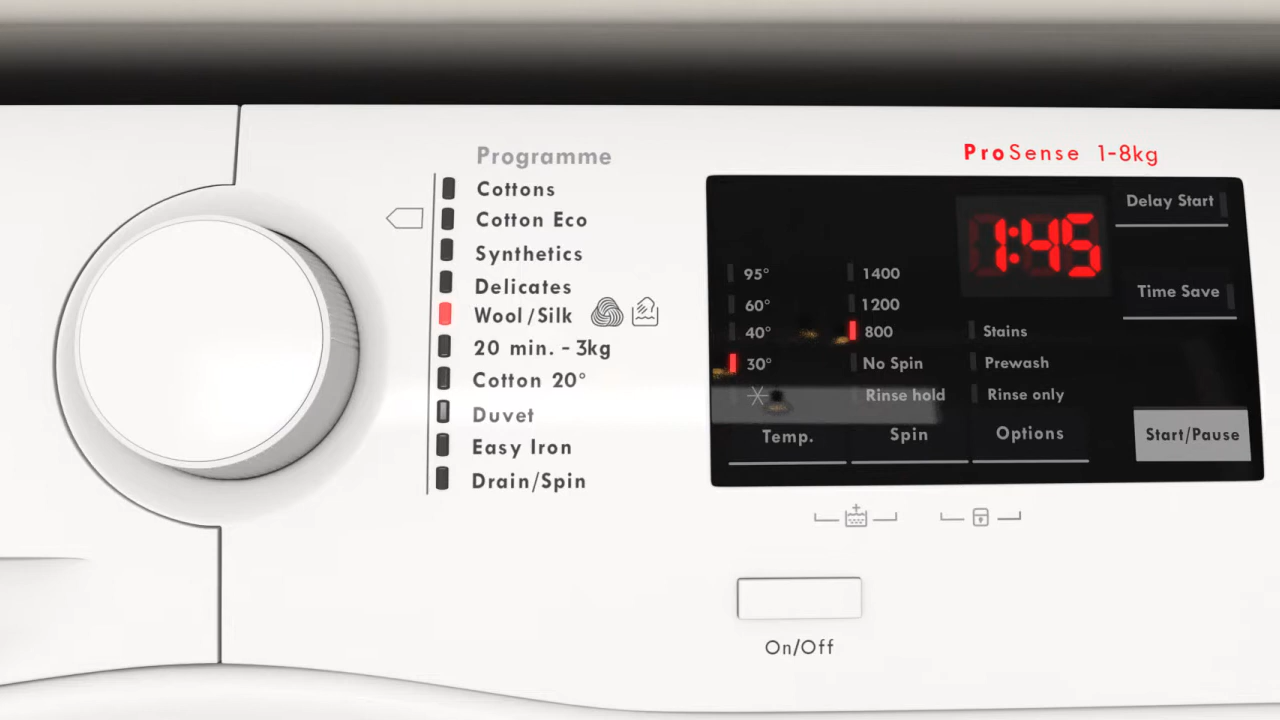 Programme
Cottons
Cotton Eco
Synthetics
Delicates
Wool/Silk
20 min. - 3kg
Cotton 20°
Duvet
Easy Iron
Drain/Spin
ProSense 1-8kg
1:45
Delay Start
Time Save
95°
60°
40°
30°
Temp.
1400
1200
800
No Spin
Rinse hold
Spin
Stains
Prewash
Rinse only
Options
Start/Pause
On/Off